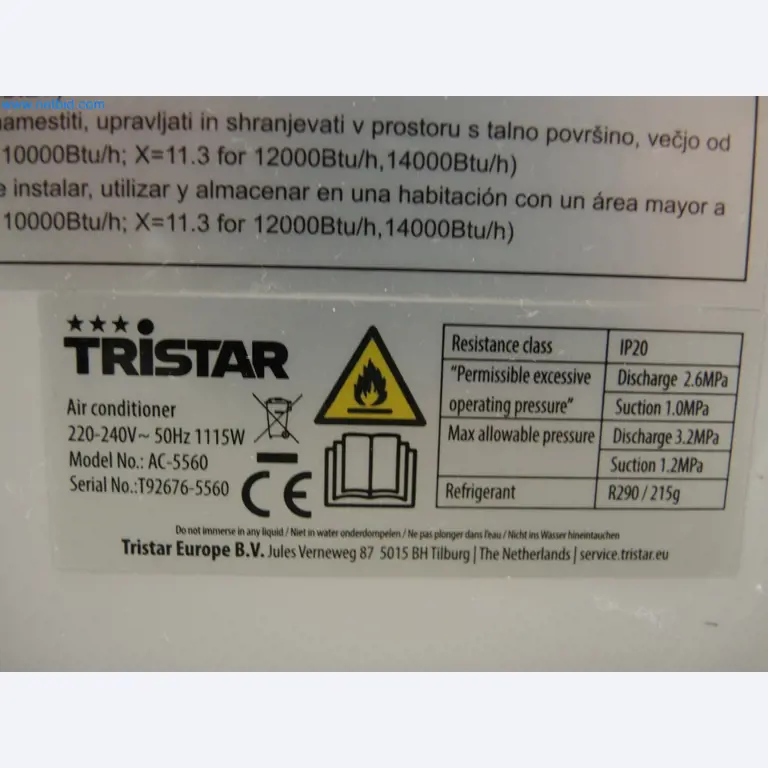 www.limbid.com
namestiti, upravljati in shranjevati v prostoru s talno površino, večjo od
10000Btu/h; X=11.3 for 12000Btu/h,14000Btu/h)
instalar, utilizar y almacenar en una habitación con un área mayor a
10000Btu/h; X=11.3 for 12000Btu/h,14000Btu/h)
TRISTAR
Air conditioner
220-240V~ 50Hz 1115W
Model No.: AC-5560
Serial No.:T92676-5560
CE
Resistance class IP20
"Permissible excessive operating pressure" Discharge 2.6MPa
Suction 1.0MPa
Max allowable pressure Discharge 3.2MPa
Suction 1.2MPa
Refrigerant R290 / 215g
Do not immerse in any liquid / Niet in water onderdompelen / Ne pas plonger dans l'eau / Nicht ins Wasser hineintauchen
Tristar Europe B.V. Jules Verneweg 87 5015 BH Tilburg | The Netherlands | service.tristar.eu